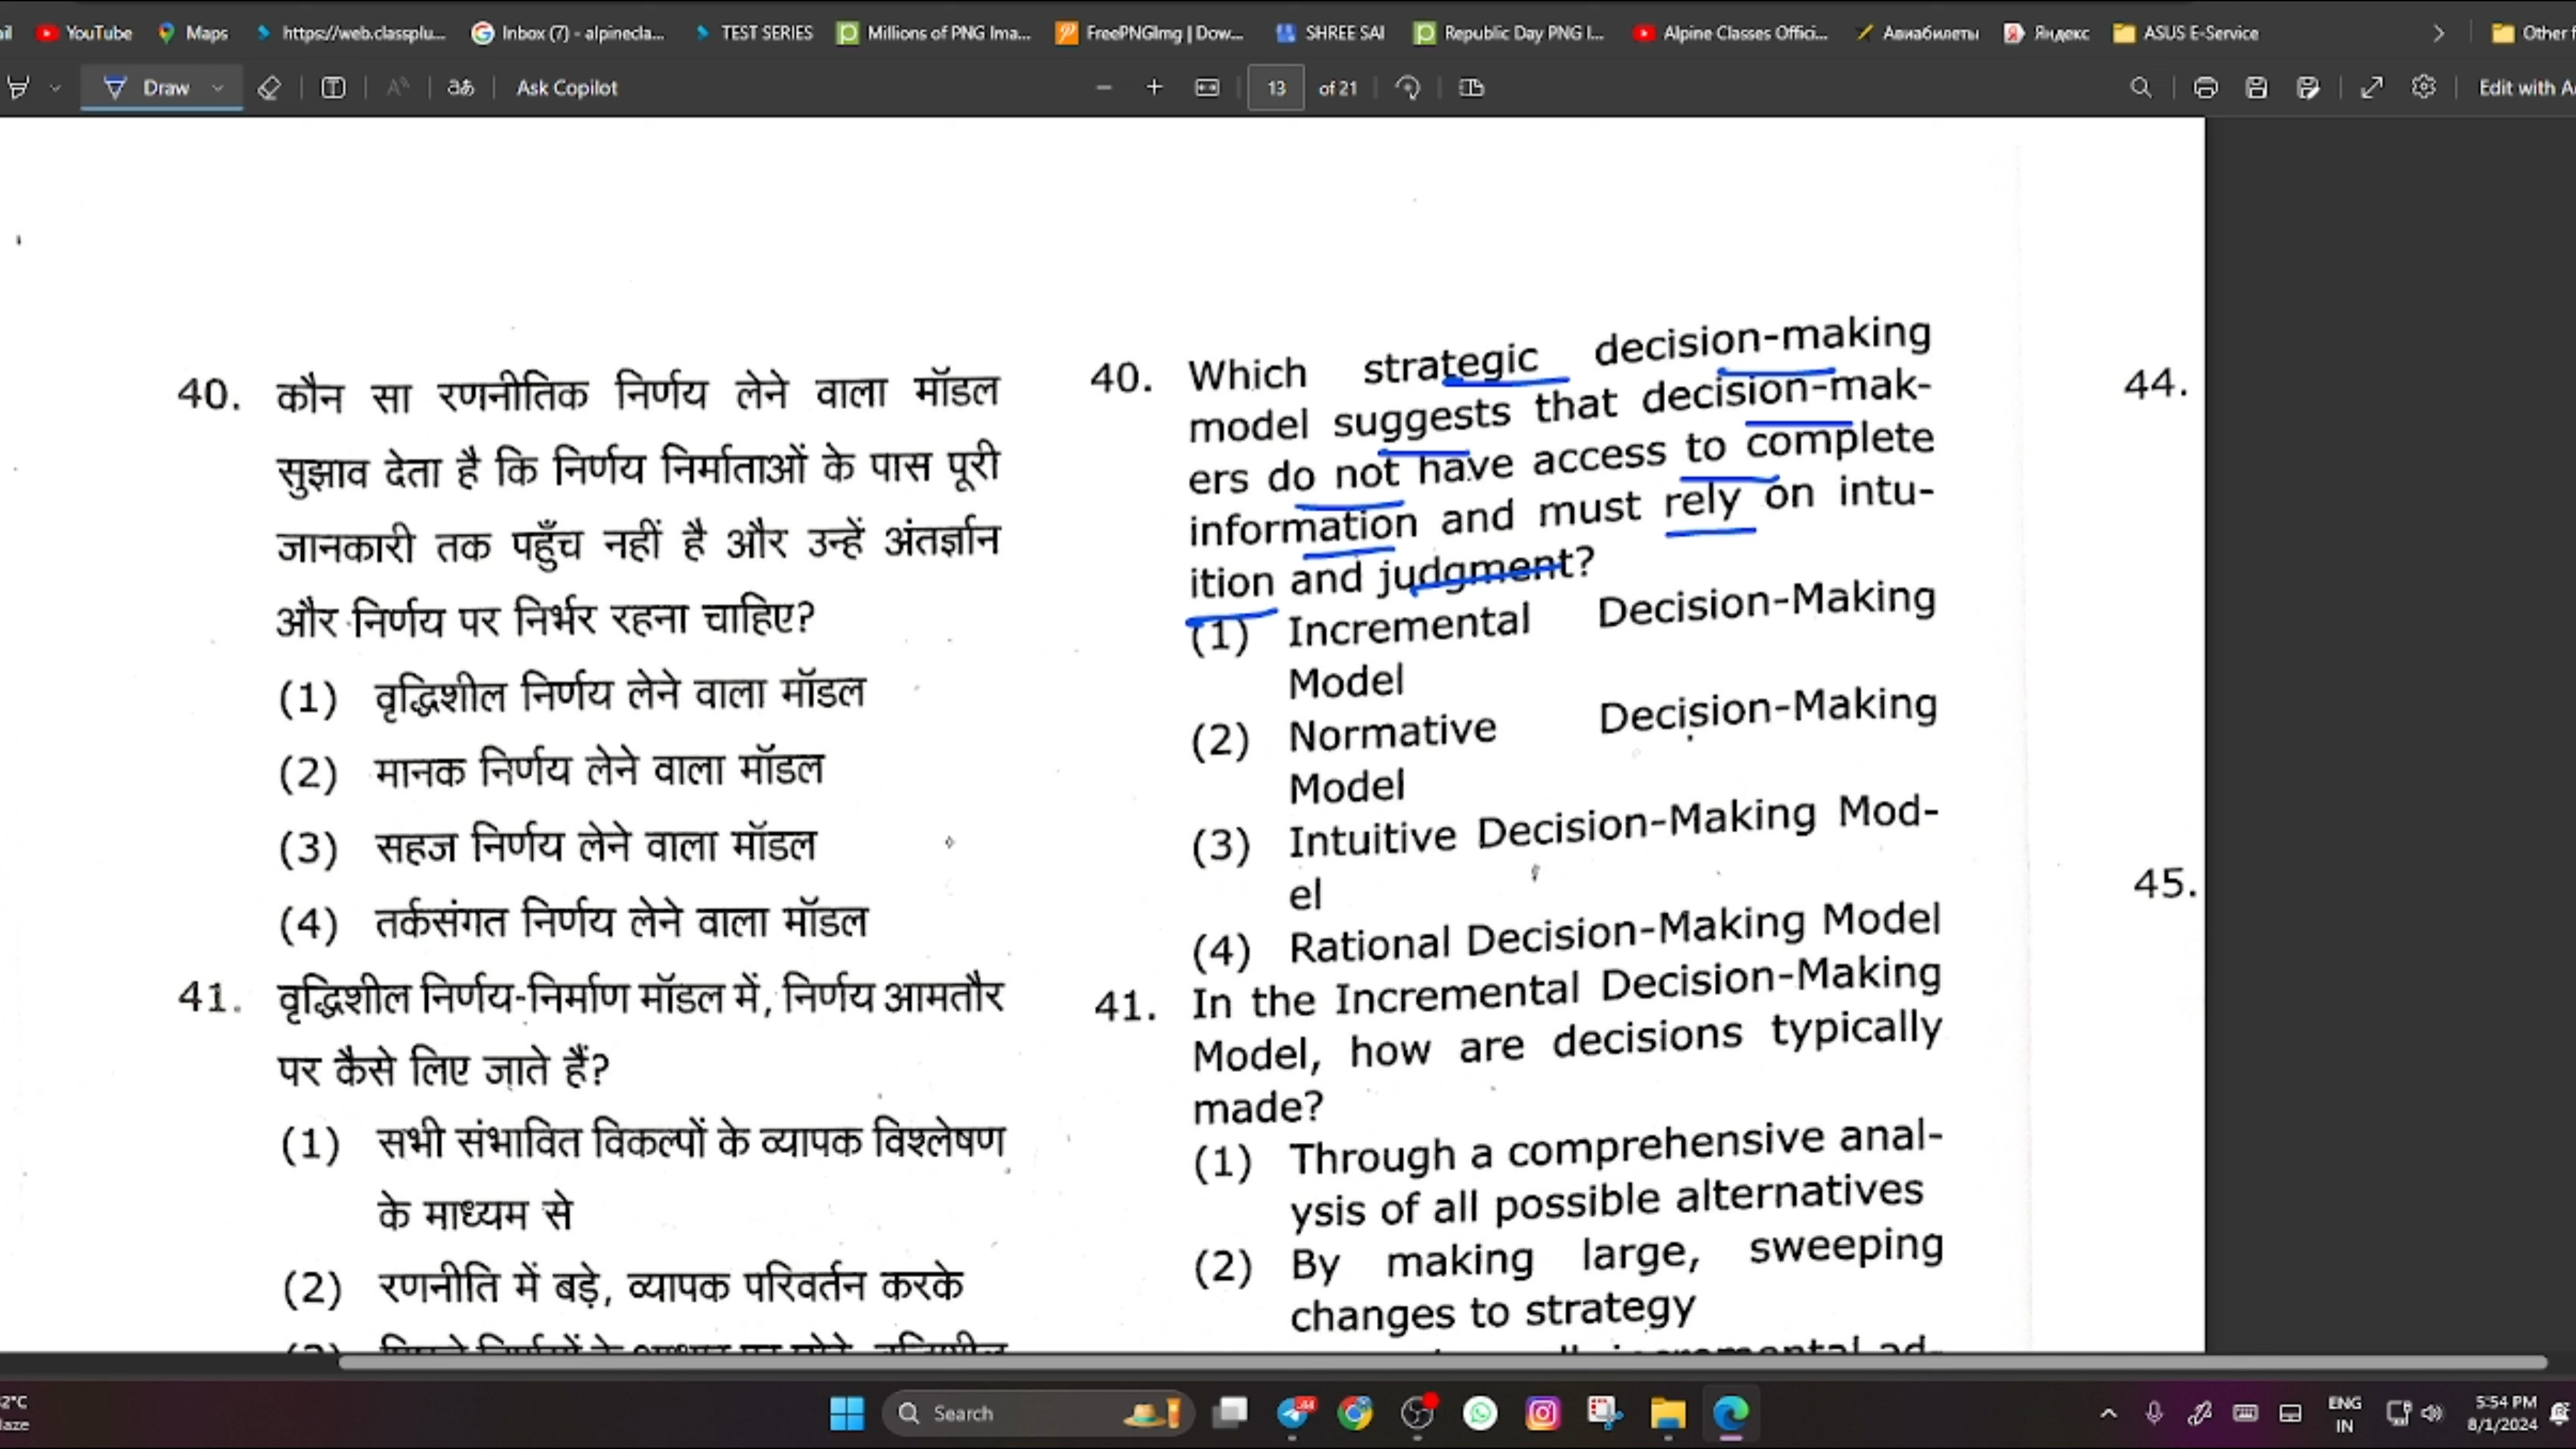 YouTube Maps https://web.classplu... Inbox (7) - alpinecla... TEST SERIES Millions of PNG Ima... FreePNGImg | Dow... SHREE SAI Republic Day PNG I... Alpine Classes Offici... Авиабилеты Яндекс ASUS E-Service
Draw Ask Copilot 13 of 21
40. कौन सा रणनीतिक निर्णय लेने वाला मॉडल
सुझाव देता है कि निर्णय निर्माताओं के पास पूरी
जानकारी तक पहुँच नहीं है और उन्हें अंतर्ज्ञान
और निर्णय पर निर्भर रहना चाहिए?
(1) वृद्धिशील निर्णय लेने वाला मॉडल
(2) मानक निर्णय लेने वाला मॉडल
(3) सहज निर्णय लेने वाला मॉडल
(4) तर्कसंगत निर्णय लेने वाला मॉडल
41. वृद्धिशील निर्णय-निर्माण मॉडल में, निर्णय आमतौर
पर कैसे लिए जाते हैं?
(1) सभी संभावित विकल्पों के व्यापक विश्लेषण
के माध्यम से
(2) रणनीति में बड़े, व्यापक परिवर्तन करके
40. Which strategic decision-making
model suggests that decision-mak-
ers do not have access to complete
information and must rely on intu-
ition and judgment?
(1) Incremental Decision-Making
Model
(2) Normative Decision-Making
Model
(3) Intuitive Decision-Making Mod-
el
(4) Rational Decision-Making Model
41. In the Incremental Decision-Making
Model, how are decisions typically
made?
(1) Through a comprehensive anal-
ysis of all possible alternatives
(2) By making large, sweeping
changes to strategy
44.
45.
Search
ENG
IN
5:54 PM
8/1/2024